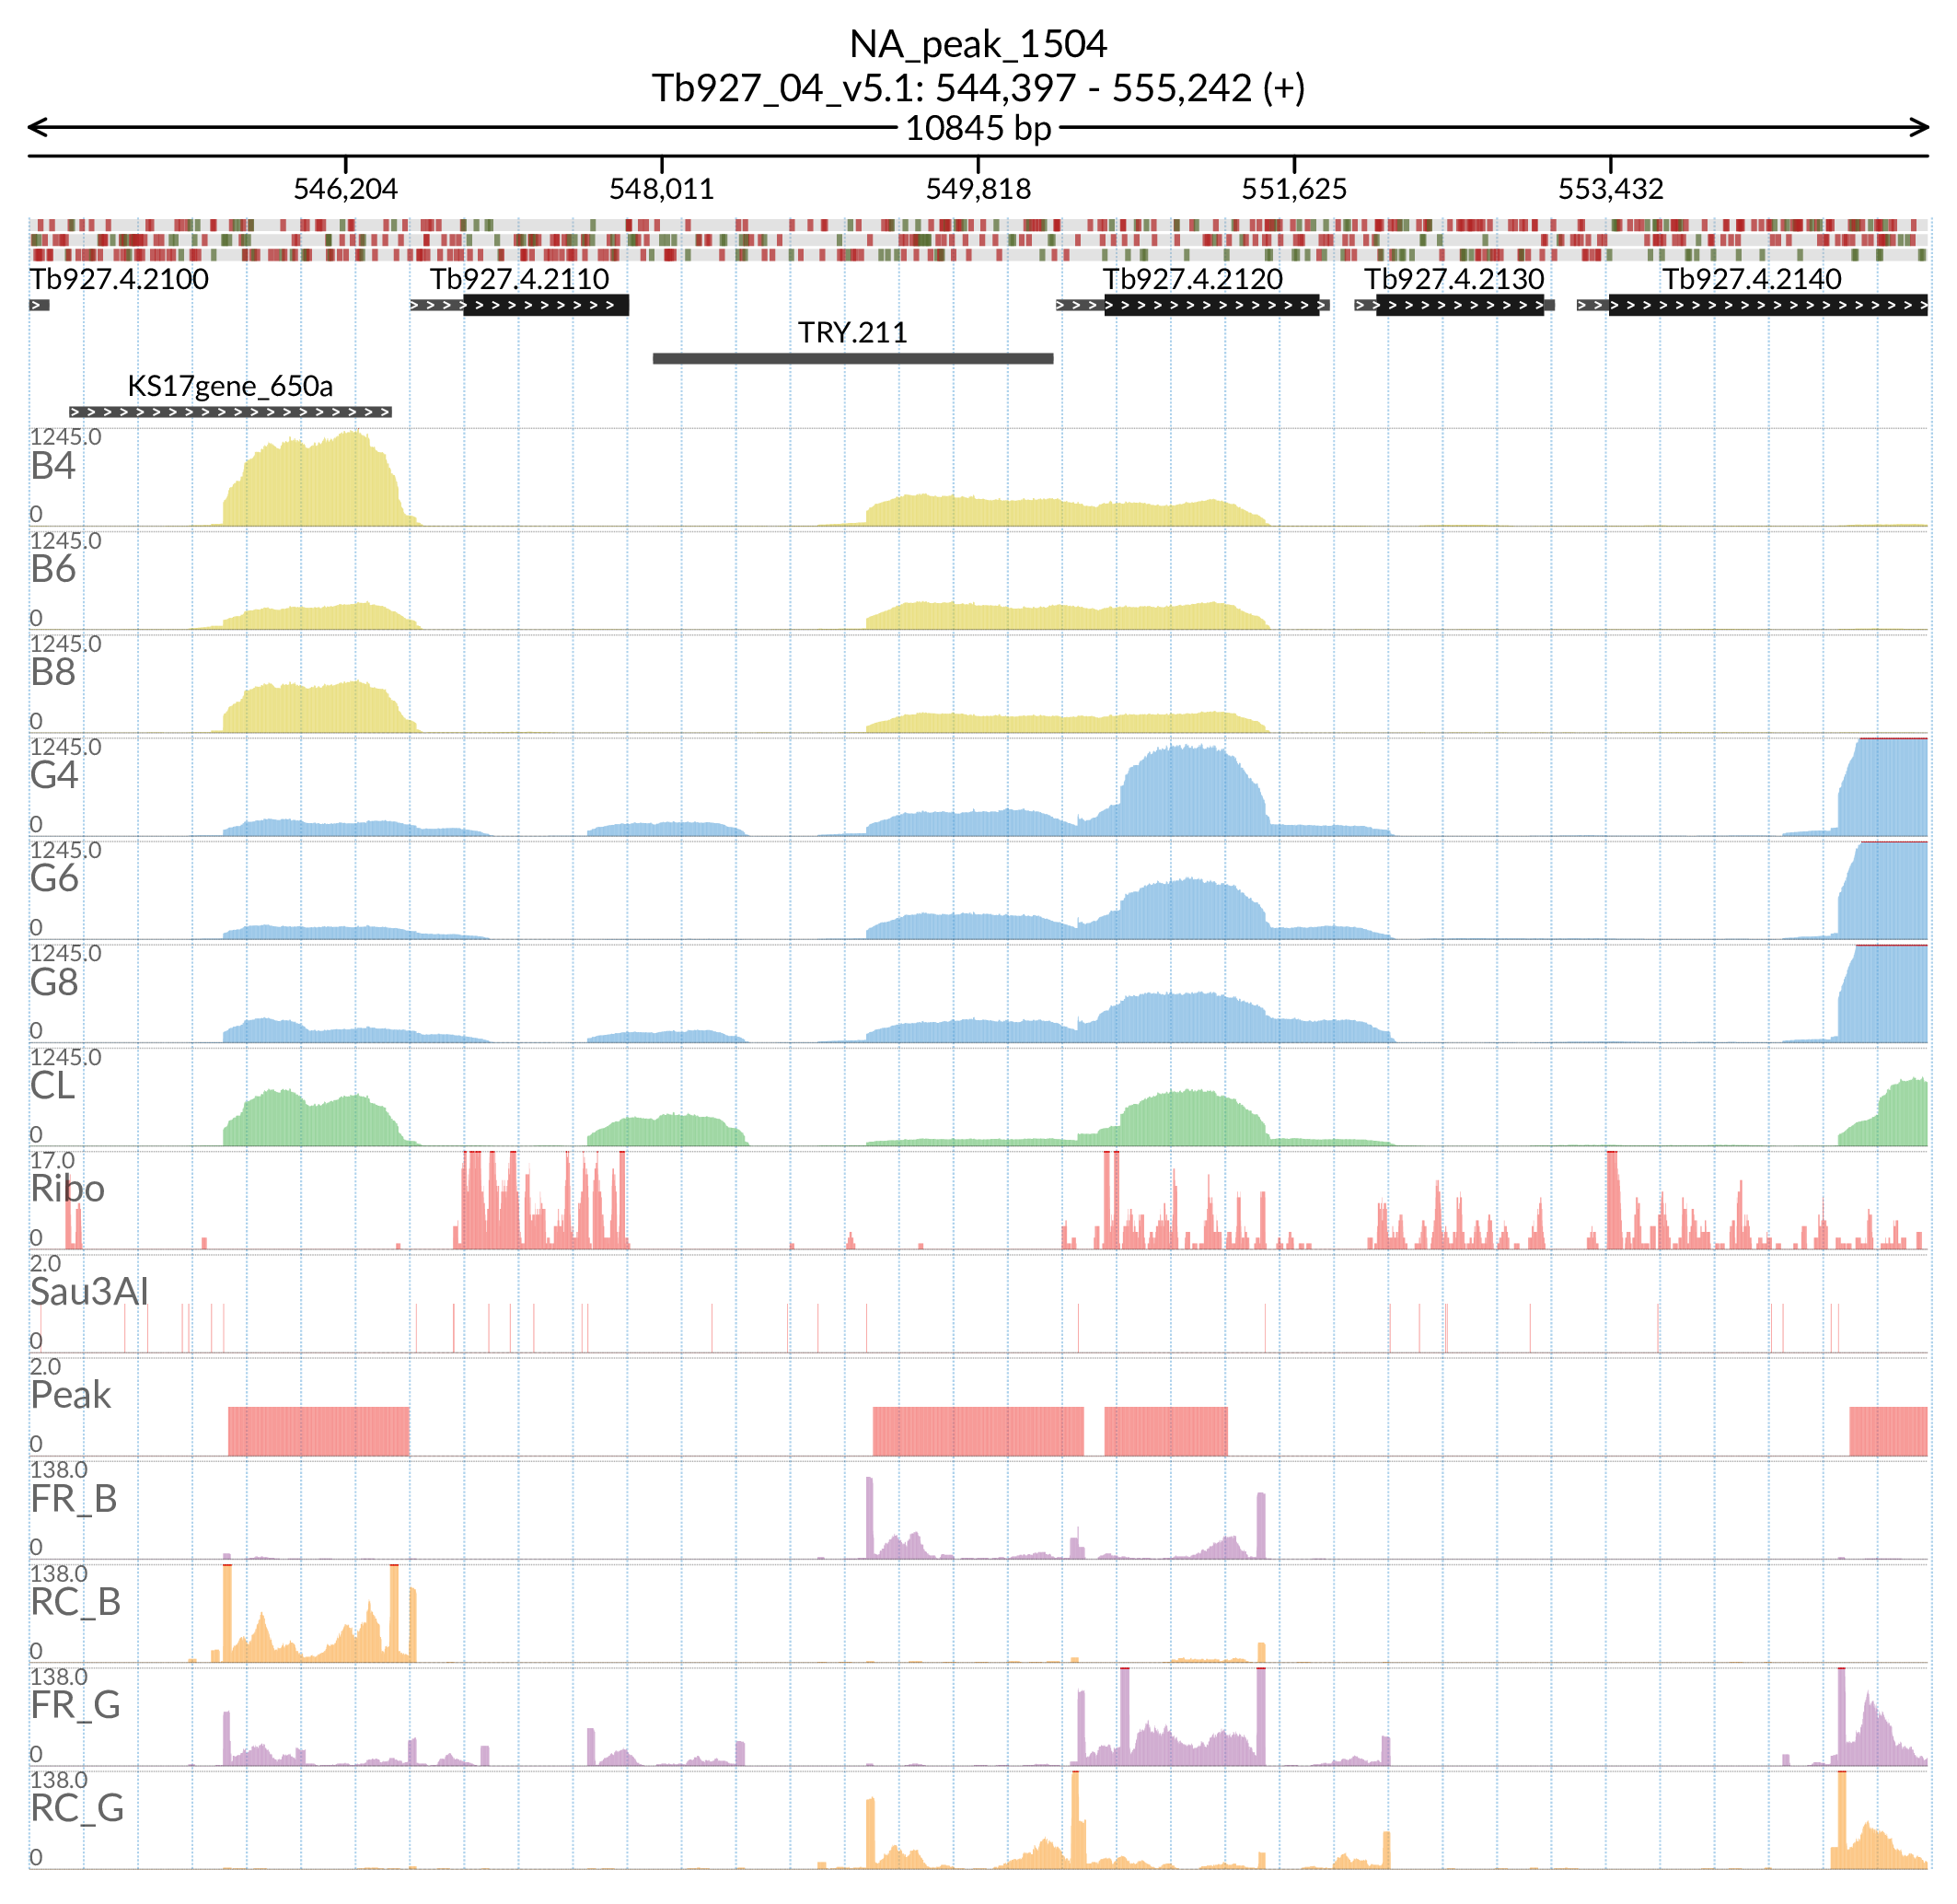 NA_peak_1504
Tb927_04_v5.1: 544,397 - 555,242 (+)
10845 bp
546,204 548,011 549,818 551,625 553,432
Tb927.4.2100 Tb927.4.2110 Tb927.4.2120 Tb927.4.2130 Tb927.4.2140
TRY.211
KS17gene_650a
1245.0
B4
0
1245.0
B6
0
1245.0
B8
0
1245.0
G4
0
1245.0
G6
0
1245.0
G8
0
1245.0
CL
0
17.0
Ribo
0
2.0
Sau3AI
0
2.0
Peak
0
138.0
FR_B
0
138.0
RC_B
0
138.0
FR_G
0
138.0
RC_G
0